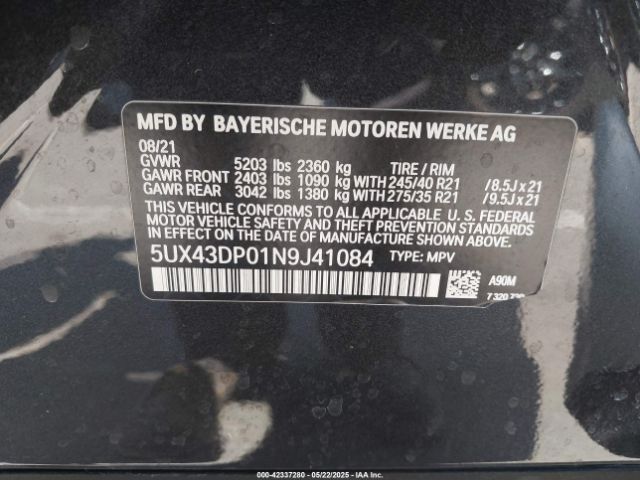 MFD BY BAYERISCHE MOTOREN WERKE AG
08/21
GVWR 5203 lbs 2360 kg TIRE / RIM
GAWR FRONT 2403 lbs 1090 kg WITH 245/40 R21 /8.5J x 21
GAWR REAR 3042 lbs 1380 kg WITH 275/35 R21 /9.5J x 21
THIS VEHICLE CONFORMS TO ALL APPLICABLE U. S. FEDERAL
MOTOR VEHICLE SAFETY AND THEFT PREVENTION STANDARDS
IN EFFECT ON THE DATE OF MANUFACTURE SHOWN ABOVE.
5UX43DP01N9J41084 TYPE: MPV
A90M
7 320
000-42337280 - 05/22/2025 - IAA Inc.